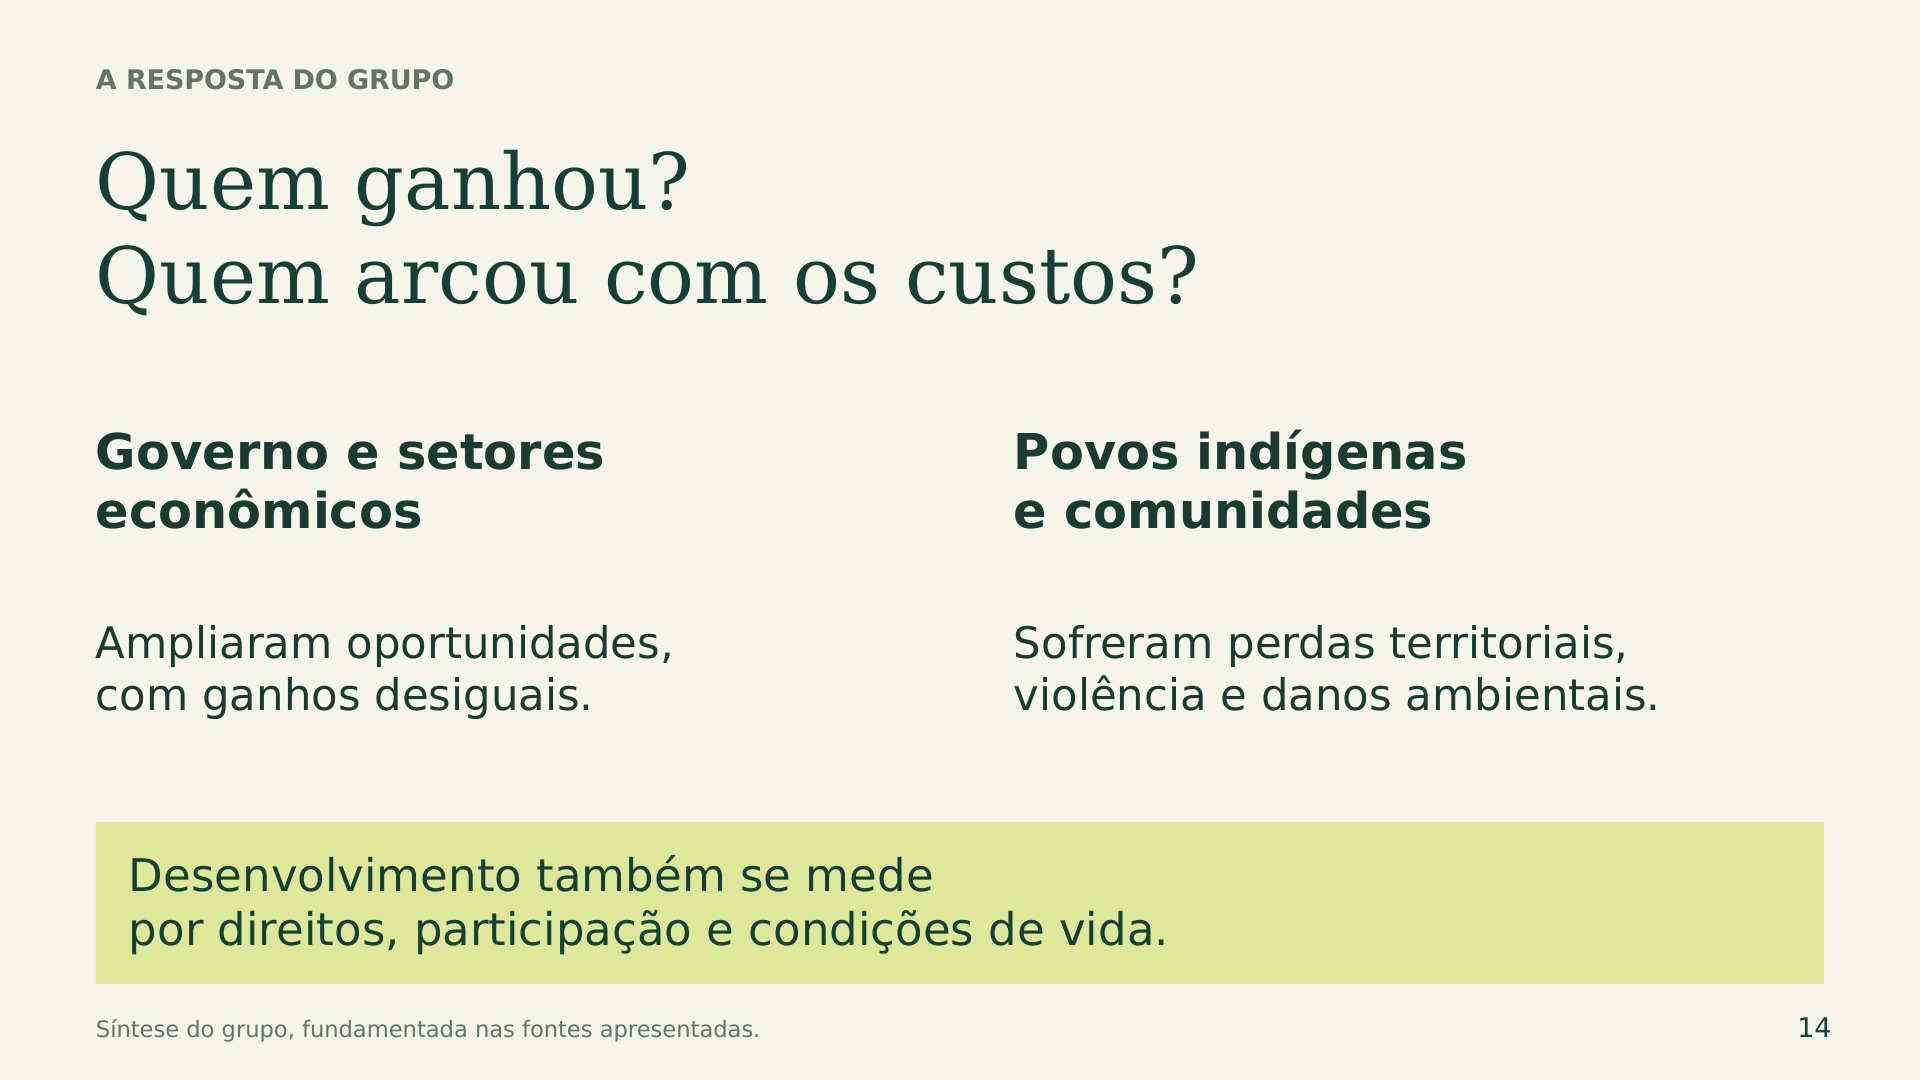 A RESPOSTA DO GRUPO
Quem ganhou?
Quem arcou com os custos?
Governo e setores
econômicos
Ampliaram oportunidades,
com ganhos desiguais.
Povos indígenas
e comunidades
Sofreram perdas territoriais,
violência e danos ambientais.
Desenvolvimento também se mede
por direitos, participação e condições de vida.
Síntese do grupo, fundamentada nas fontes apresentadas.
14